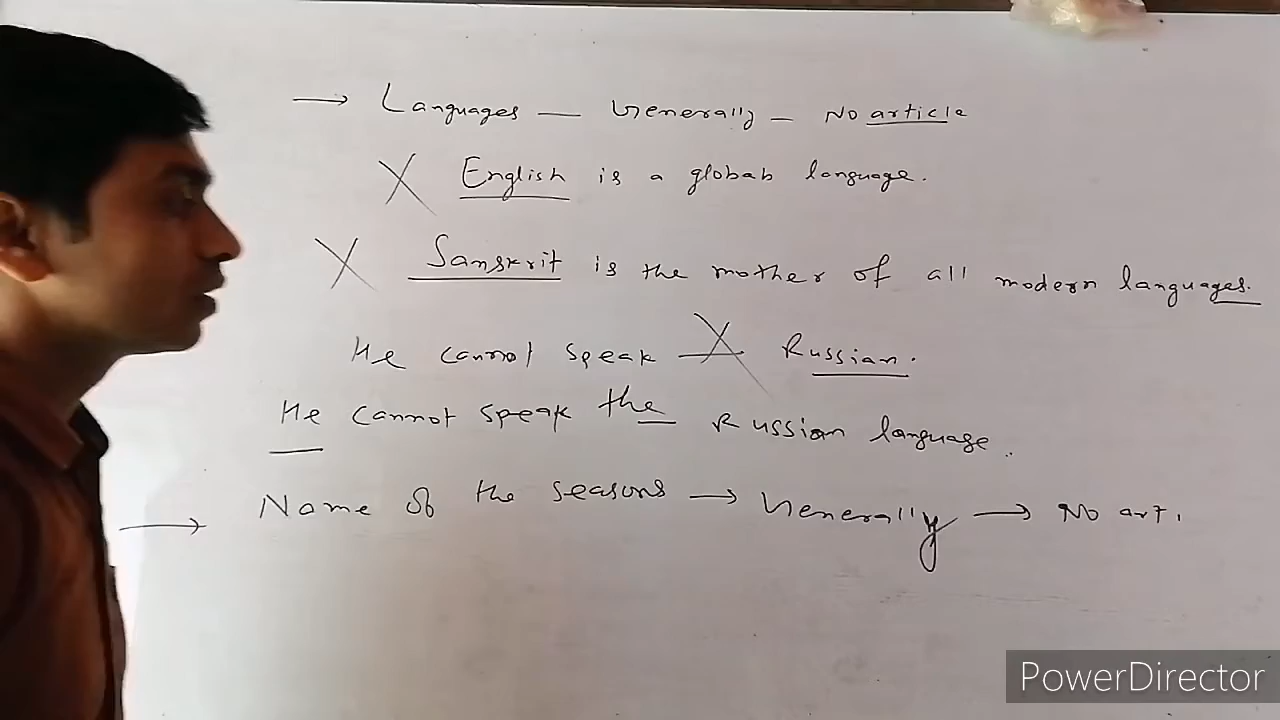 → Languages — Generally – No article
X English is a global language.
X Sanskrit is the mother of all modern languages.
He cannot speak X Russian.
He cannot speak the Russian language.
→ Name of the seasons → Generally → No art.
PowerDirector